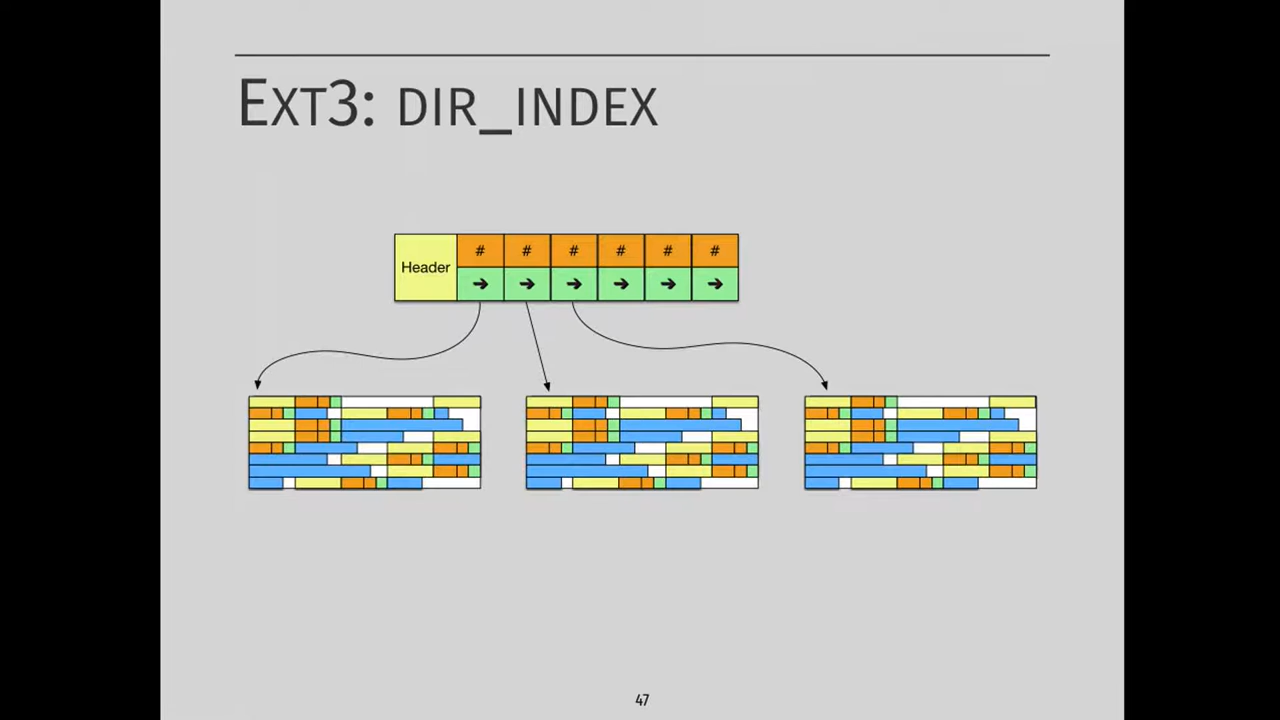 Ext3: dir_index
Header # # # # # #
➔ ➔ ➔ ➔ ➔ ➔
47